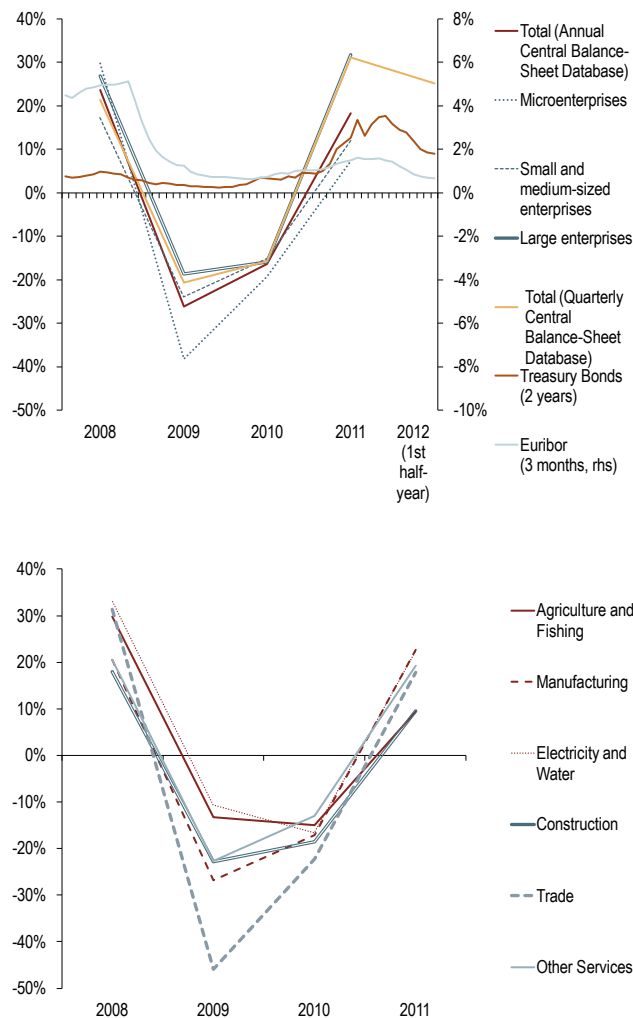 40%
30%
20%
10%
0%
-10%
-20%
-30%
-40%
-50%
8%
6%
4%
2%
0%
-2%
-4%
-6%
-8%
-10%
2008
2009
2010
2011
2012
(1st
half-
year)
Total (Annual
Central Balance-
Sheet Database)
Microenterprises
Small and
medium-sized
enterprises
Large enterprises
Total (Quarterly
Central
Balance-Sheet
Database)
Treasury Bonds
(2 years)
Euribor
(3 months, rhs)
40%
30%
20%
10%
0%
-10%
-20%
-30%
-40%
-50%
2008
2009
2010
2011
Agriculture and
Fishing
Manufacturing
Electricity and
Water
Construction
Trade
Other Services